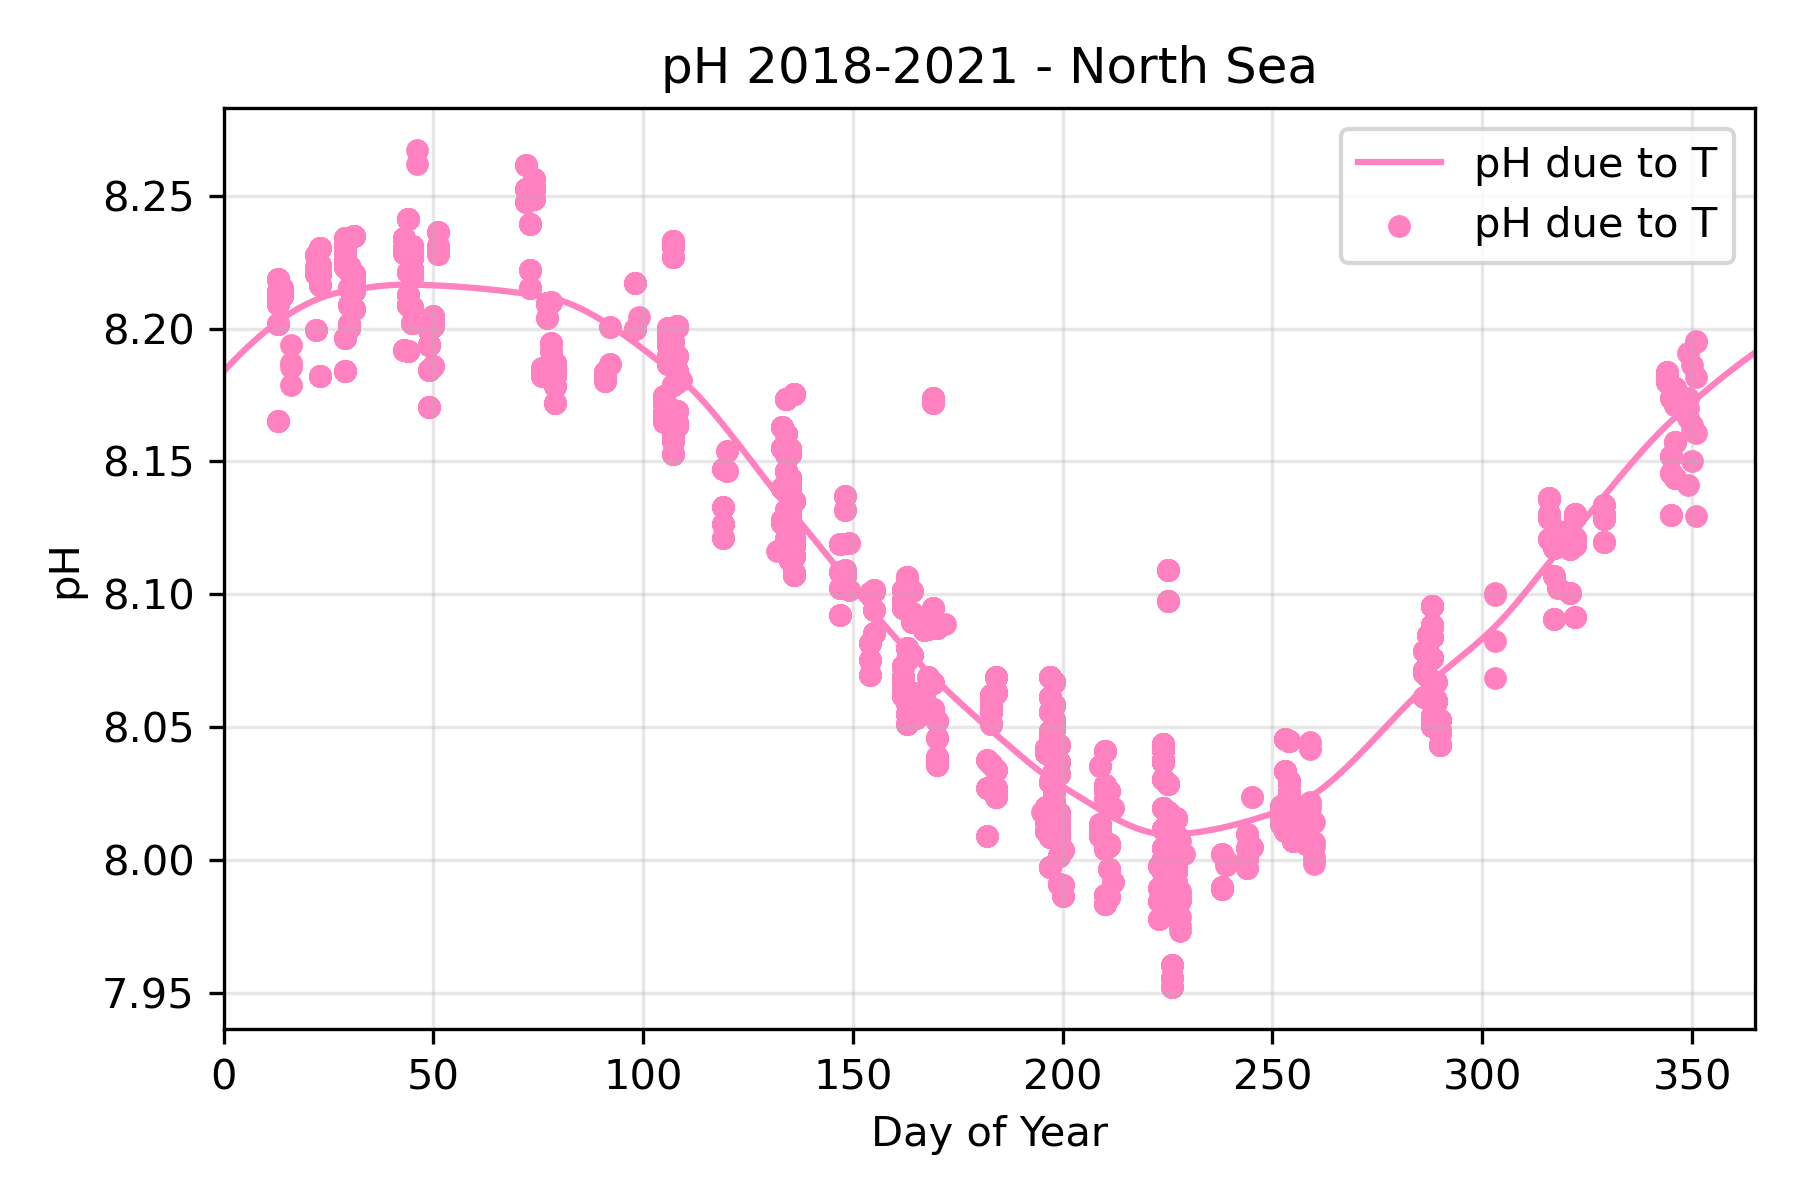 pH 2018-2021 - North Sea
pH due to T
pH due to T
8.25
8.20
8.15
8.10
8.05
8.00
7.95
pH
0 50 100 150 200 250 300 350
Day of Year